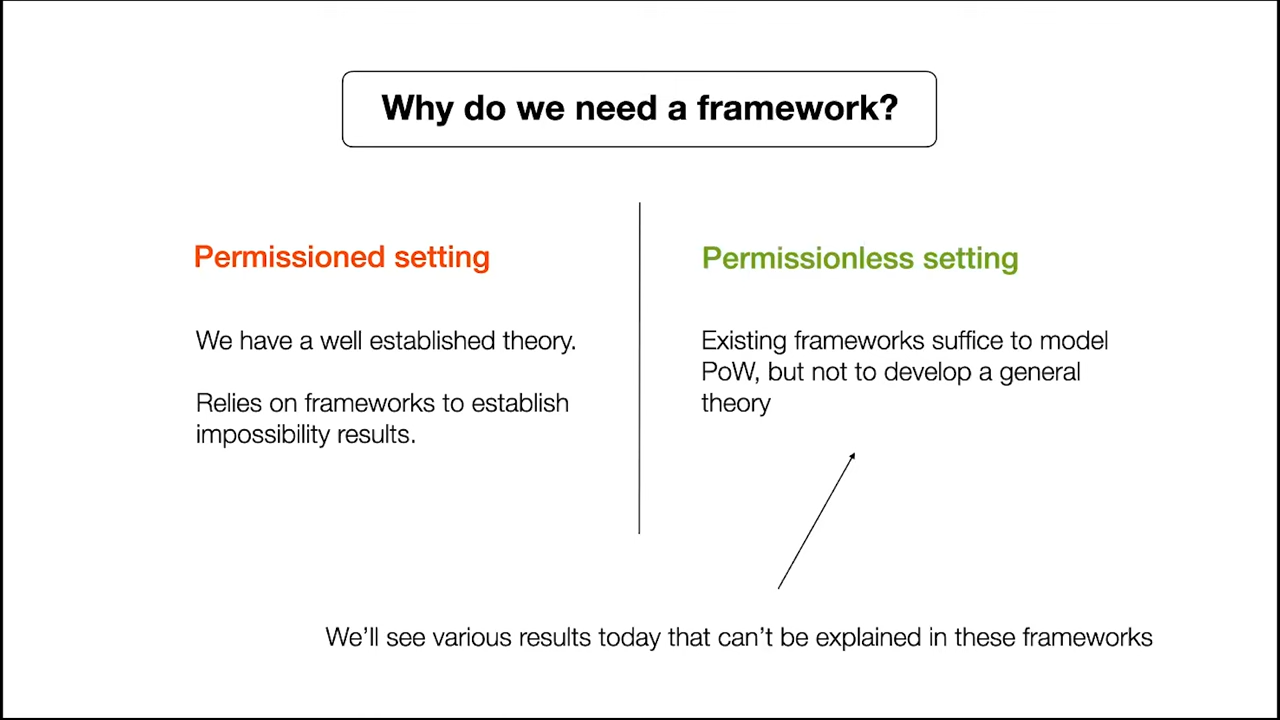 Why do we need a framework?
Permissioned setting
We have a well established theory.
Relies on frameworks to establish
impossibility results.
Permissionless setting
Existing frameworks suffice to model
PoW, but not to develop a general
theory
We'll see various results today that can't be explained in these frameworks